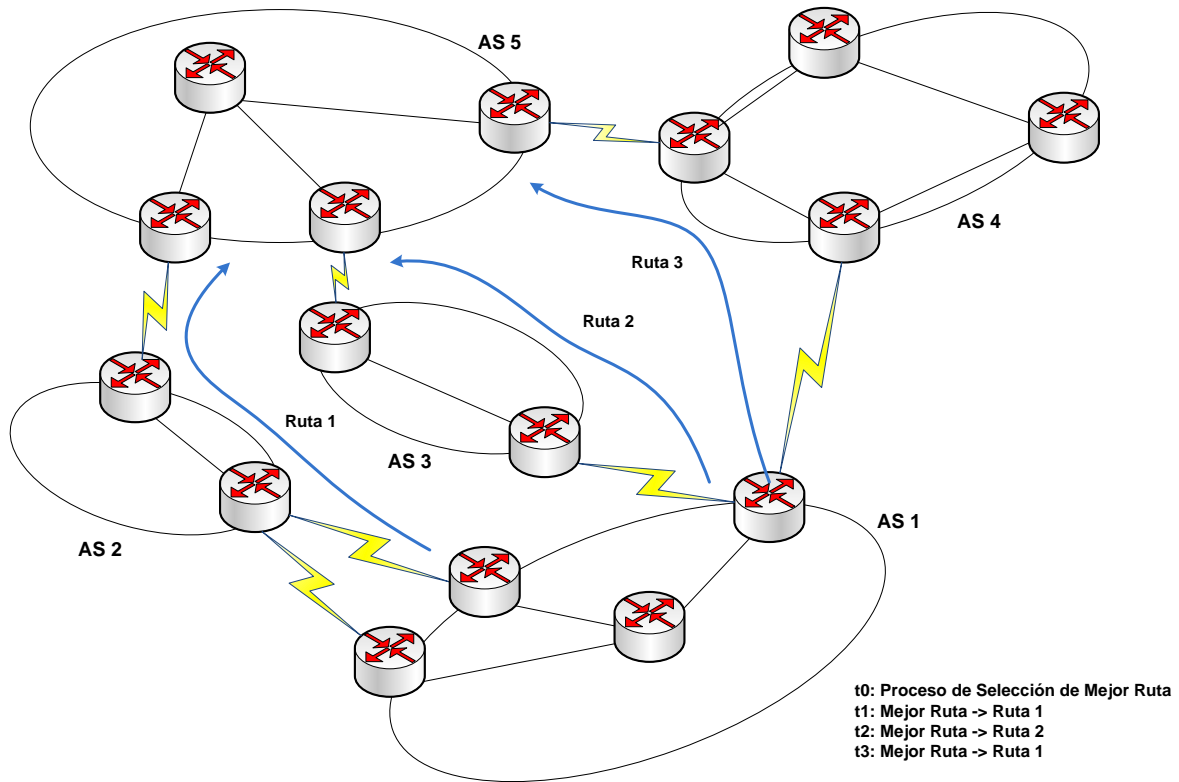 AS 5
AS 4
Ruta 3
Ruta 2
Ruta 1
AS 3
AS 1
AS 2
t0: Proceso de Selección de Mejor Ruta
t1: Mejor Ruta -> Ruta 1
t2: Mejor Ruta -> Ruta 2
t3: Mejor Ruta -> Ruta 1